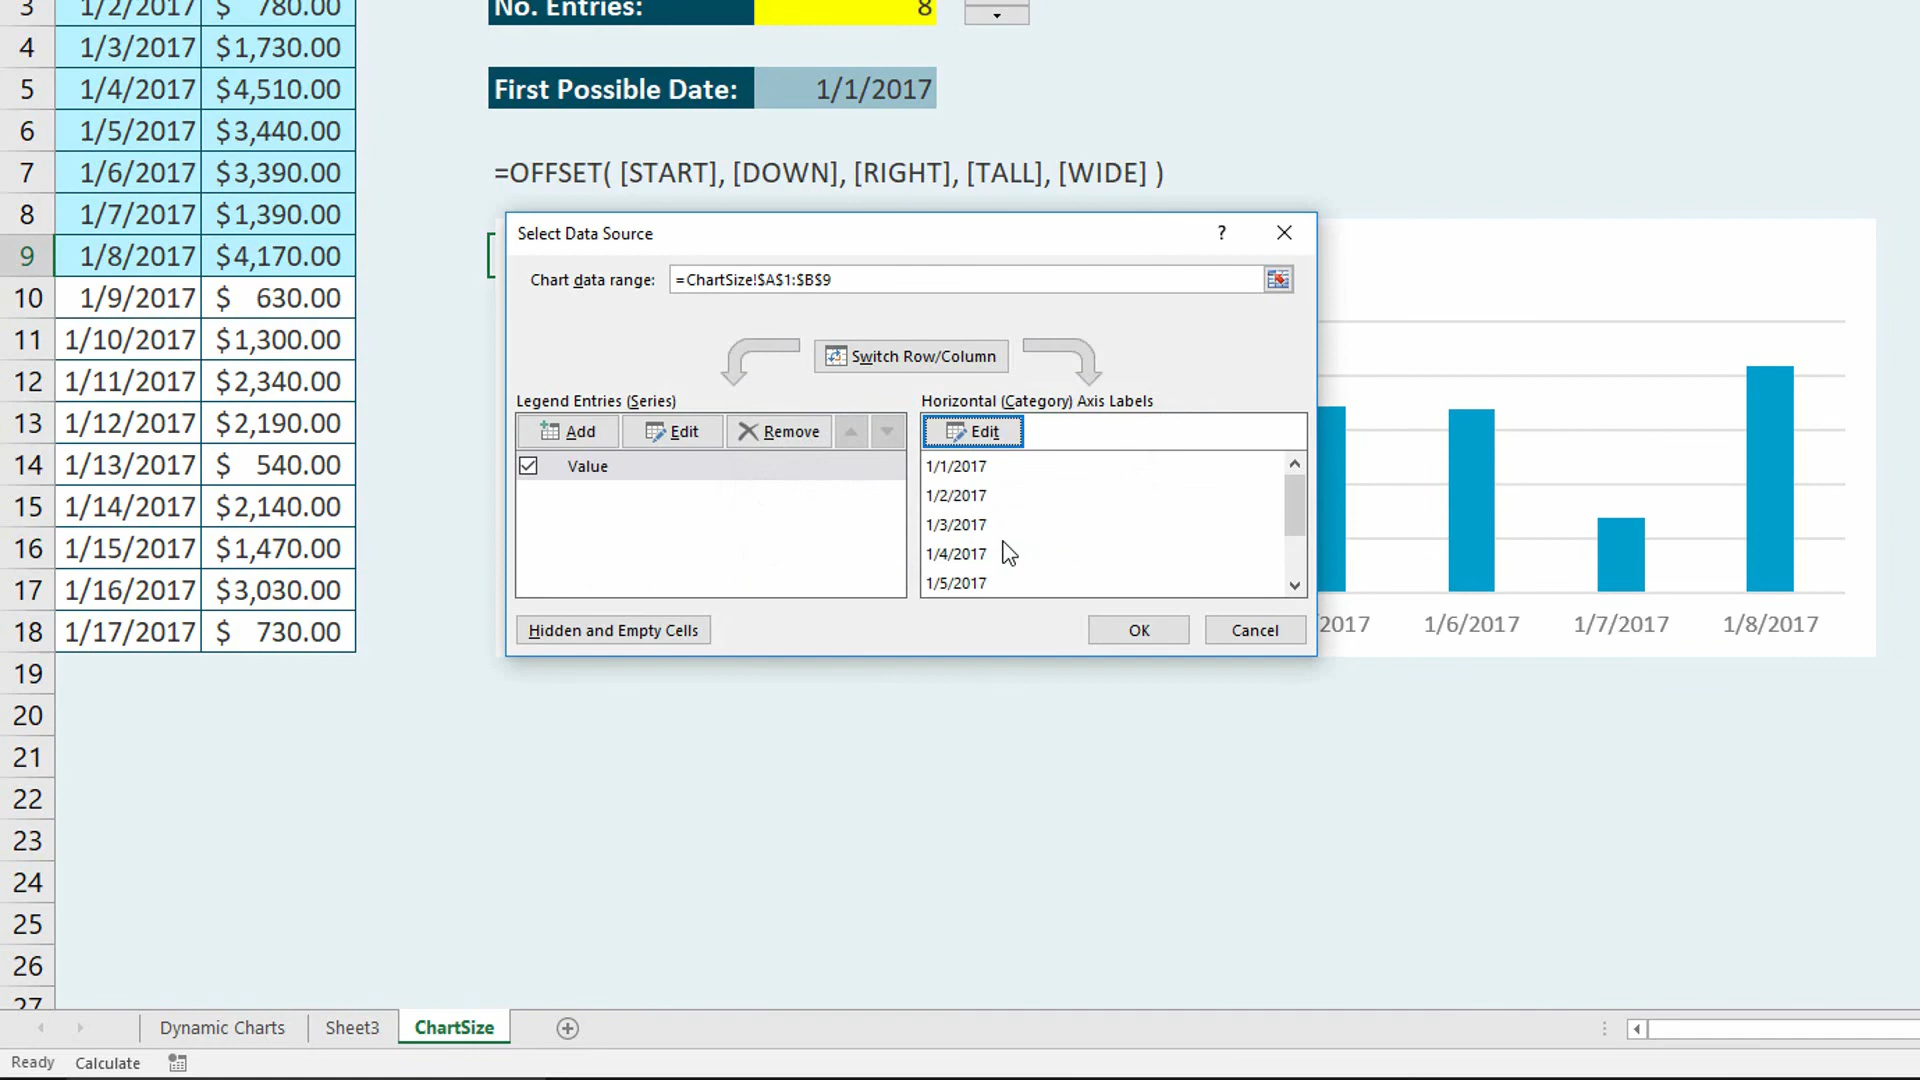 3 1/2/2017 $ 780.00 No. Entries: 8
4 1/3/2017 $1,730.00
5 1/4/2017 $4,510.00 First Possible Date: 1/1/2017
6 1/5/2017 $3,440.00
7 1/6/2017 $3,390.00 =OFFSET( [START], [DOWN], [RIGHT], [TALL], [WIDE] )
8 1/7/2017 $1,390.00
9 1/8/2017 $4,170.00
10 1/9/2017 $ 630.00
11 1/10/2017 $1,300.00
12 1/11/2017 $2,340.00
13 1/12/2017 $2,190.00
14 1/13/2017 $ 540.00
15 1/14/2017 $2,140.00
16 1/15/2017 $1,470.00
17 1/16/2017 $3,030.00
18 1/17/2017 $ 730.00
19
20
21
22
23
24
25
26
27
Select Data Source ?
Chart data range: =ChartSize!$A$1:$B$9
Switch Row/Column
Legend Entries (Series)
Add Edit Remove
Value
Horizontal (Category) Axis Labels
Edit
1/1/2017
1/2/2017
1/3/2017
1/4/2017
1/5/2017
Hidden and Empty Cells OK Cancel
2017 1/6/2017 1/7/2017 1/8/2017
Dynamic Charts Sheet3 ChartSize
Ready Calculate